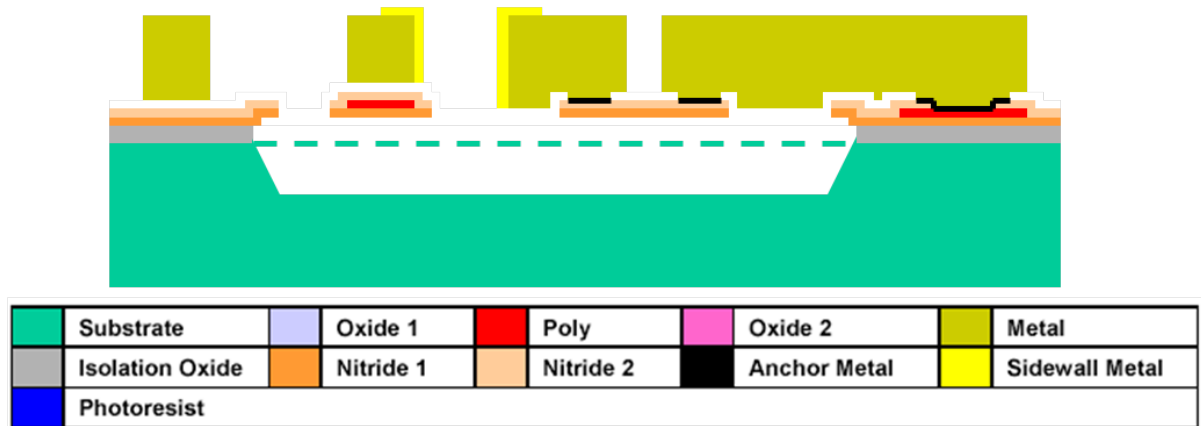 Substrate Oxide 1 Poly Oxide 2 Metal
Isolation Oxide Nitride 1 Nitride 2 Anchor Metal Sidewall Metal
Photoresist